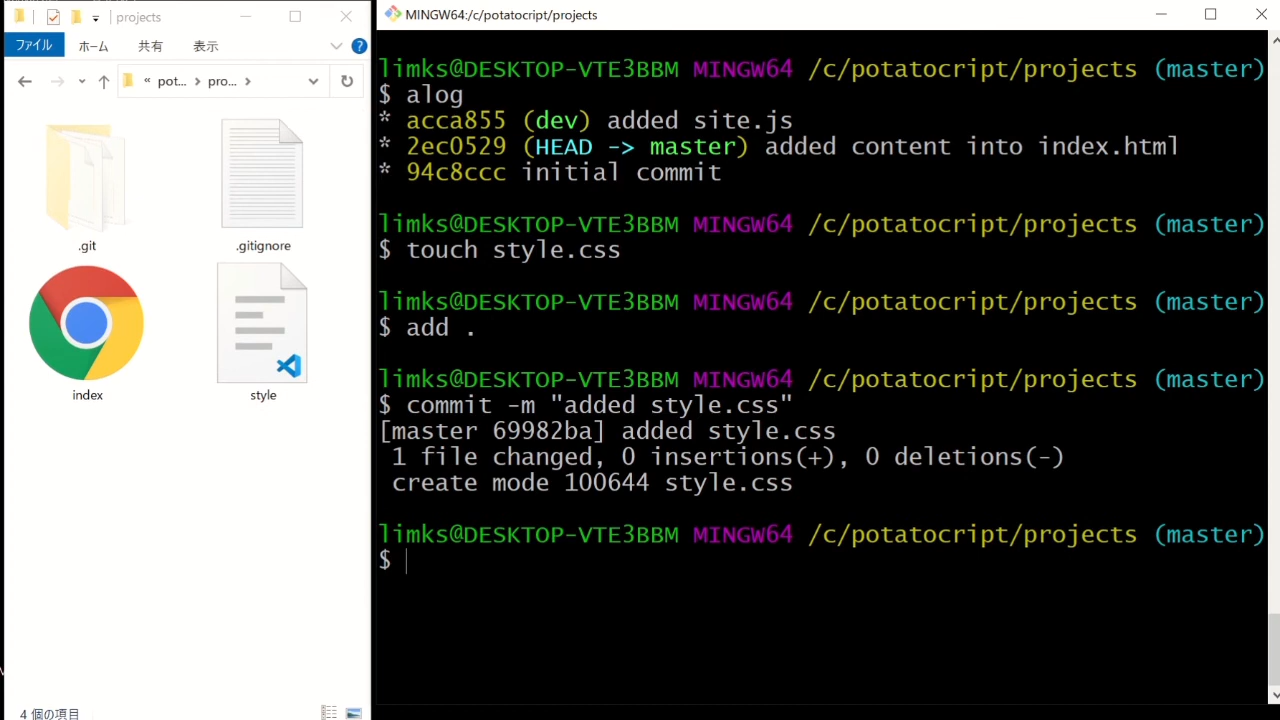 projects
ファイル
ホーム
共有
表示
« pot... > pro... >
.git
.gitignore
index
style
4 個の項目
MINGW64:/c/potatocript/projects
limks@DESKTOP-VTE3BBM MINGW64 /c/potatocript/projects (master)
$ alog
* acca855 (dev) added site.js
* 2ec0529 (HEAD -> master) added content into index.html
* 94c8ccc initial commit
limks@DESKTOP-VTE3BBM MINGW64 /c/potatocript/projects (master)
$ touch style.css
limks@DESKTOP-VTE3BBM MINGW64 /c/potatocript/projects (master)
$ add .
limks@DESKTOP-VTE3BBM MINGW64 /c/potatocript/projects (master)
$ commit -m "added style.css"
[master 69982ba] added style.css
1 file changed, 0 insertions(+), 0 deletions(-)
create mode 100644 style.css
limks@DESKTOP-VTE3BBM MINGW64 /c/potatocript/projects (master)
$